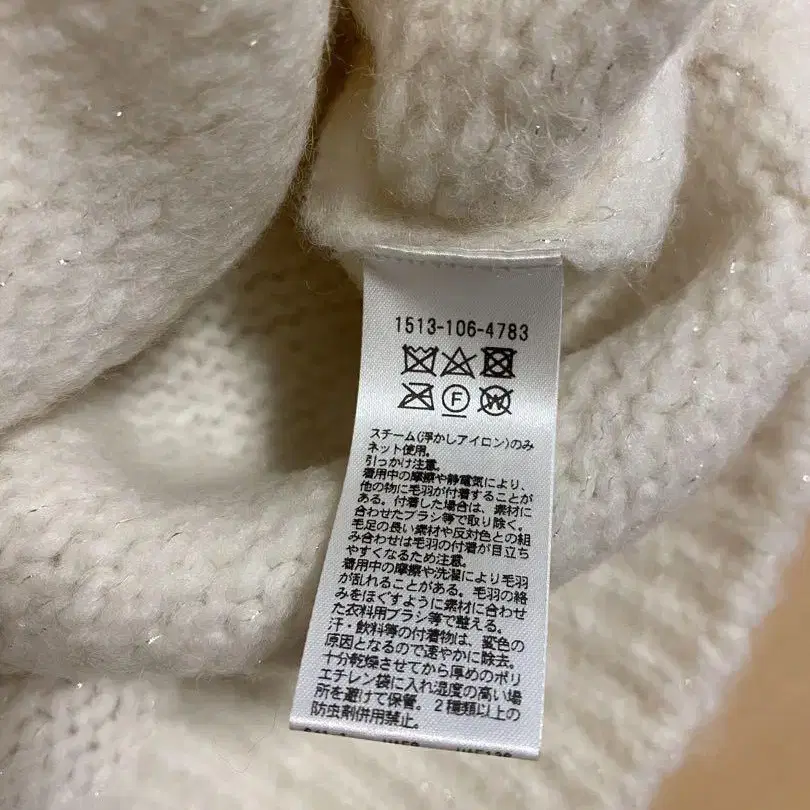 1513-106-4783
F
W
スチーム(浮かしアイロン)のみ
ネット使用。
引っかけ注意。
着用中の摩擦や静電気により、
他の物に毛羽が付着することが
ある。付着した場合は、素材に
合わせたブラシ等で取り除く。
毛足の長い素材や反対色との組
み合わせは毛羽の付着が目立ち
やすくなるため注意。
着用中の摩擦や洗濯により毛羽
が乱れることがある。毛羽の絡
みをほぐすように素材に合わせ
た衣料用ブラシ等で整える。
汗・飲料等の付着物は、変色の
原因となるので速やかに除去。
十分乾燥させてから厚めのポリ
エチレン袋に入れ湿度の高い場
所を避けて保管。2種類以上の
防虫剤併用禁止。